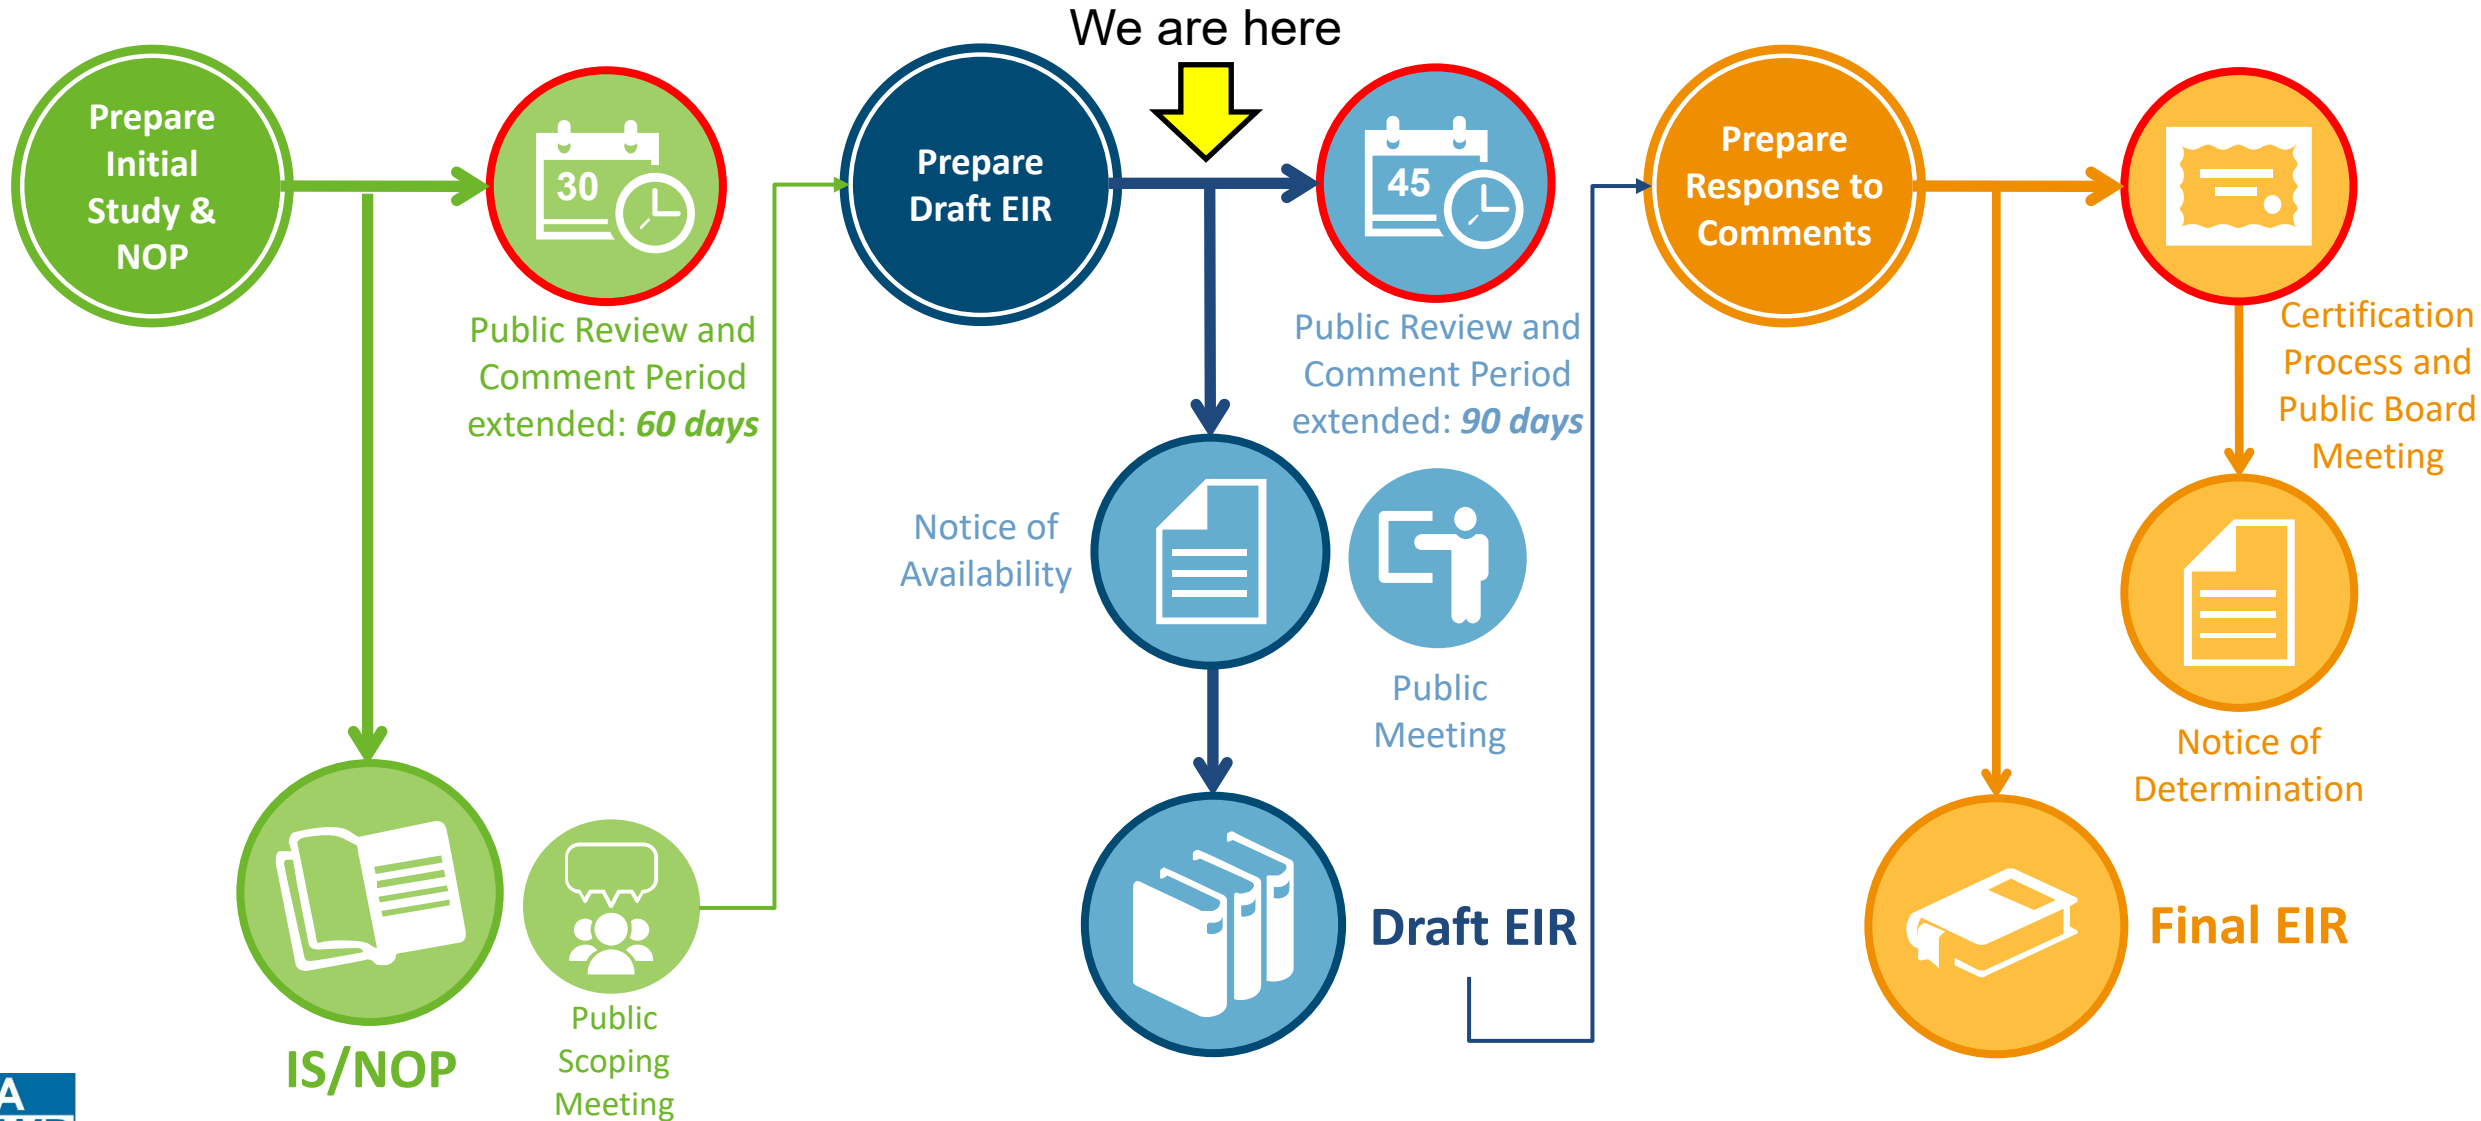 We are here
Prepare
Initial
Study &
NOP
30
Public Review and
Comment Period
extended: 60 days
IS/NOP
Public
Scoping
Meeting
Prepare
Draft EIR
45
Public Review and
Comment Period
extended: 90 days
Notice of
Availability
Public
Meeting
Draft EIR
Prepare
Response to
Comments
Certification
Process and
Public Board
Meeting
Notice of
Determination
Final EIR